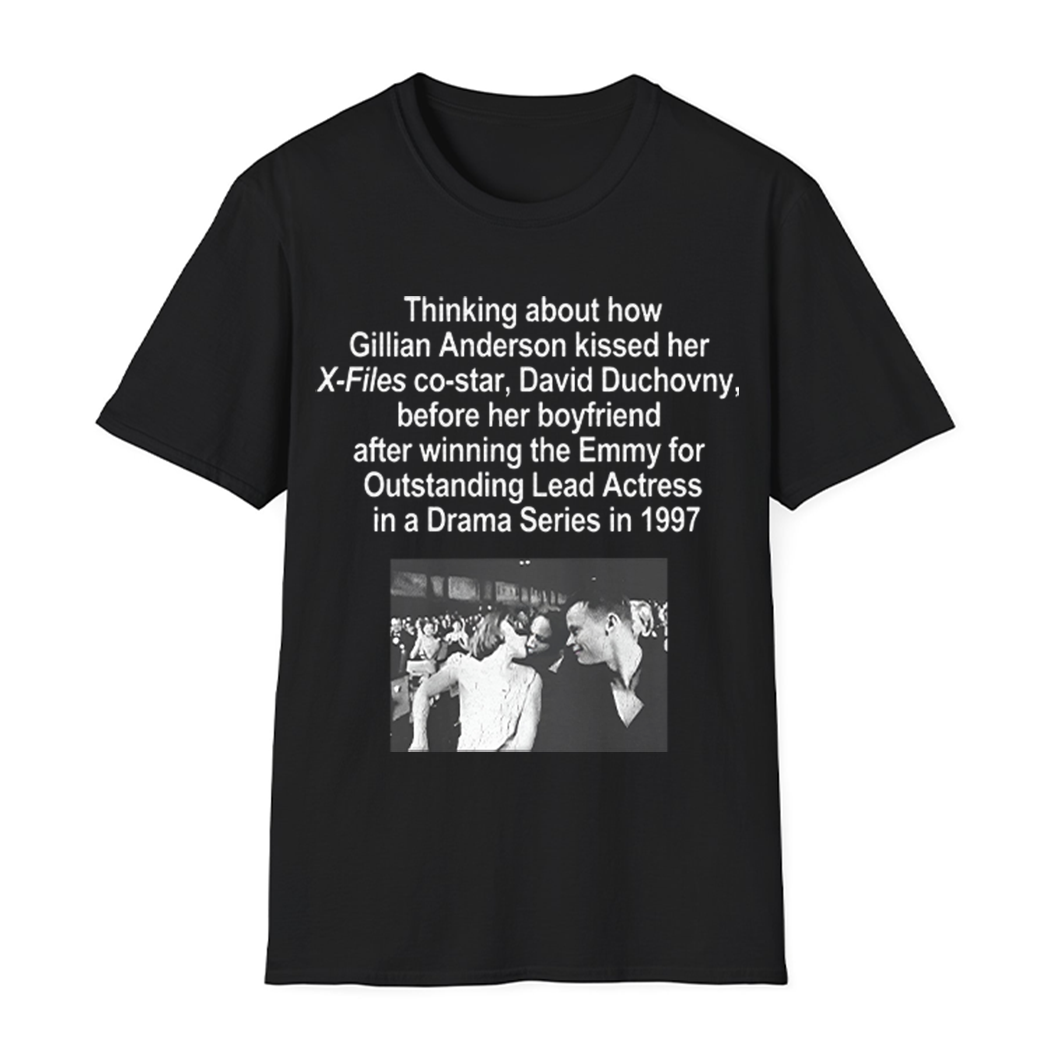 Thinking about how
Gillian Anderson kissed her
X-Files co-star, David Duchovny,
before her boyfriend
after winning the Emmy for
Outstanding Lead Actress
in a Drama Series in 1997